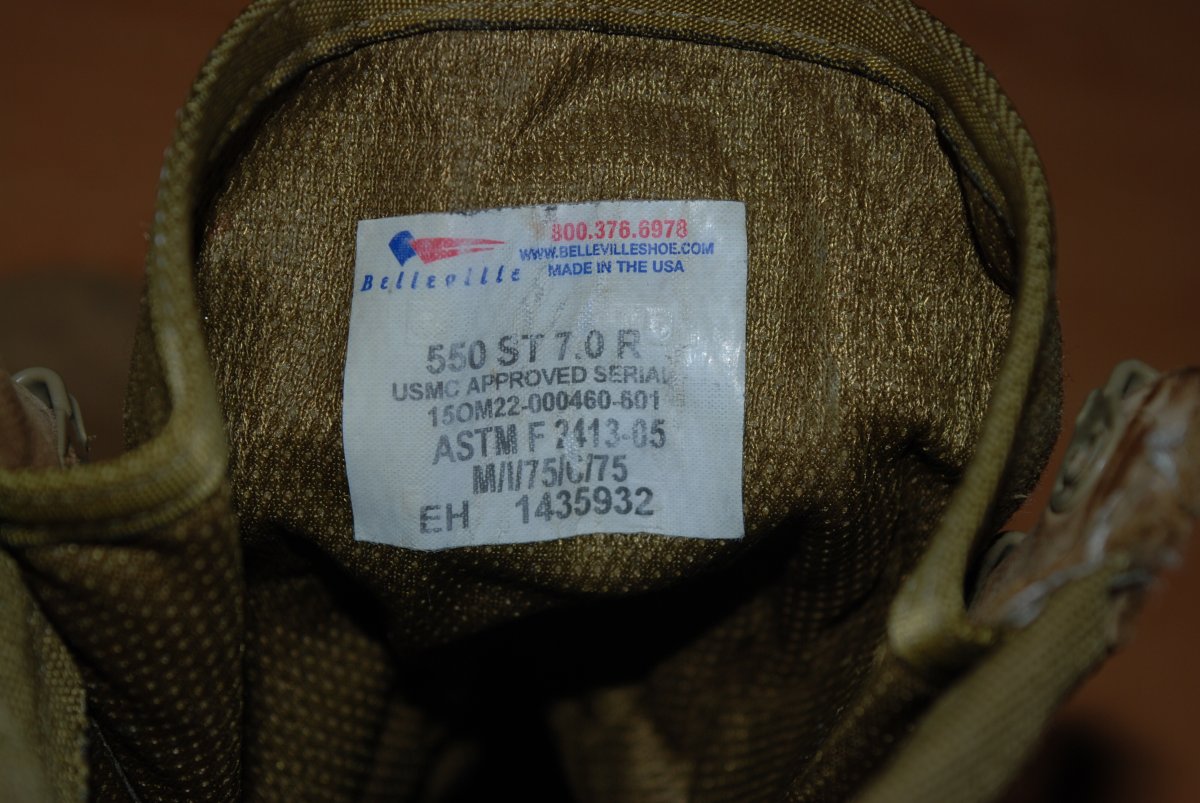 800.376.6978
WWW.BELLEVILLESHOE.COM
Belleville
MADE IN THE USA
550 ST 7.0 R
USMC APPROVED SERIAL
15OM22-000460-601
ASTM F 2413-05
M/I/75/C/75
EH 1435932